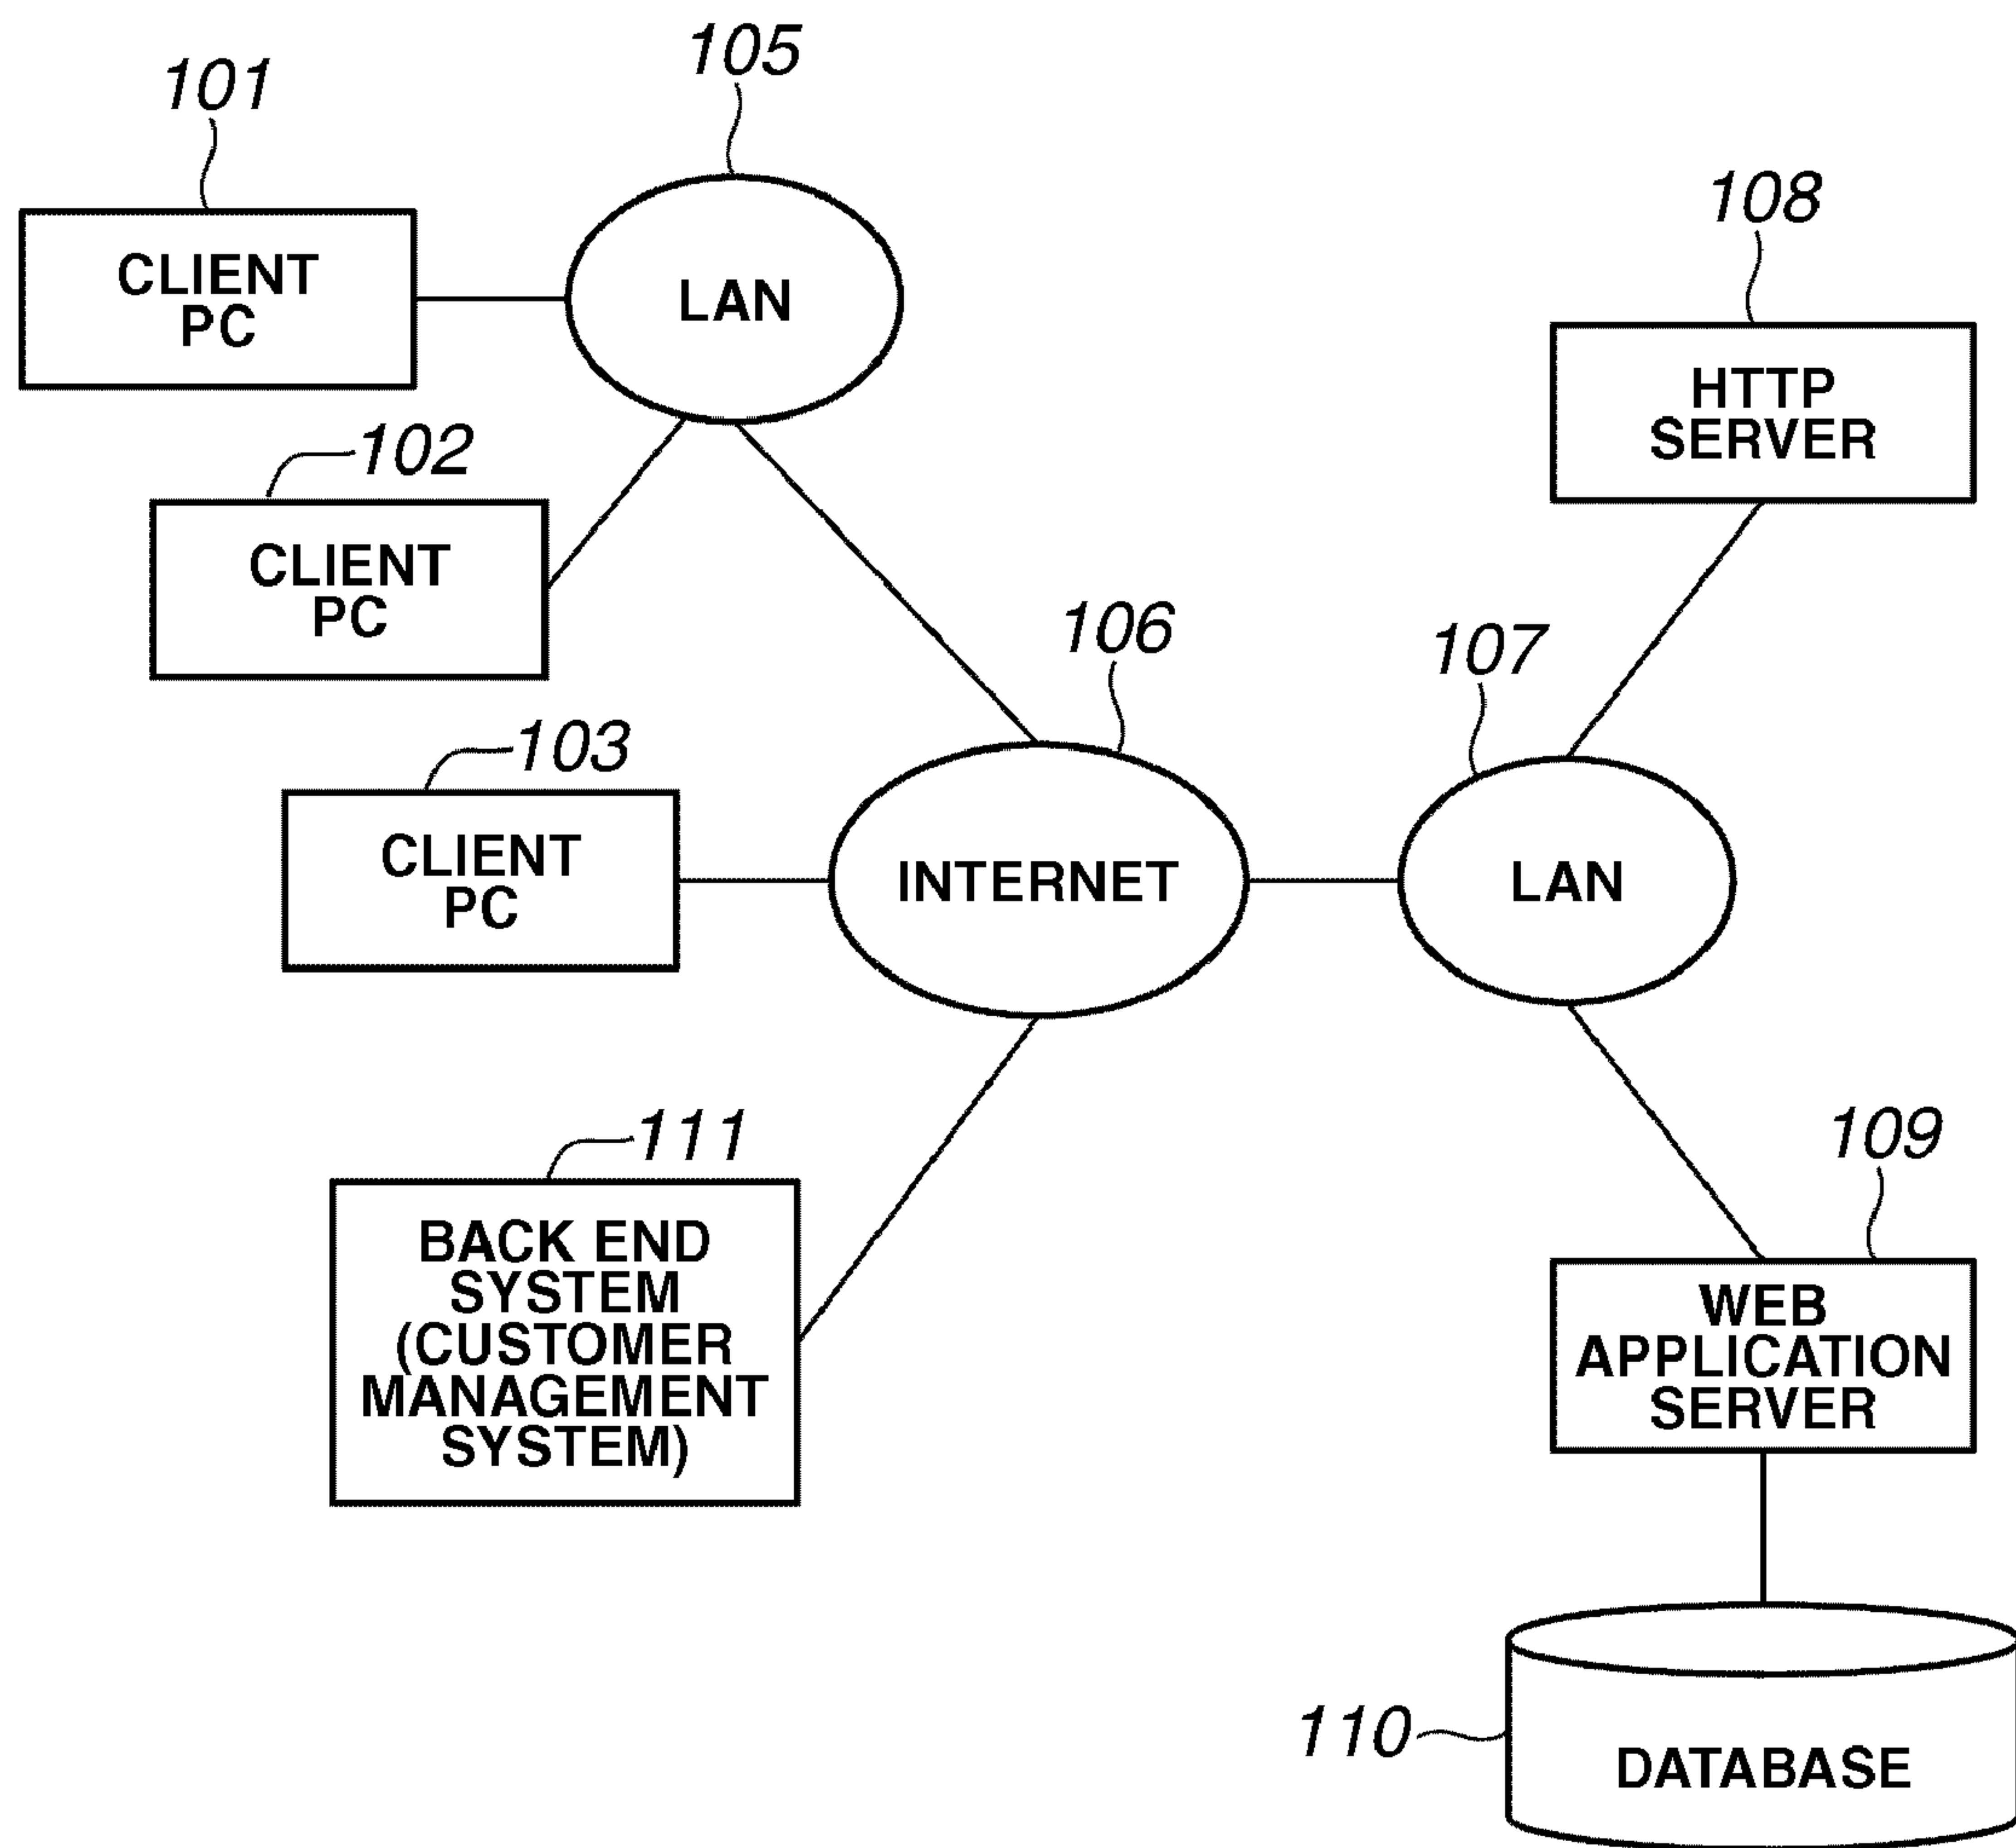 105
101
LAN
CLIENT
PC
108
HTTP
SERVER
102
CLIENT
PC
106
107
103
CLIENT
PC
INTERNET
LAN
111
BACK END
SYSTEM
(CUSTOMER
MANAGEMENT
SYSTEM)
109
WEB
APPLICATION
SERVER
110
DATABASE